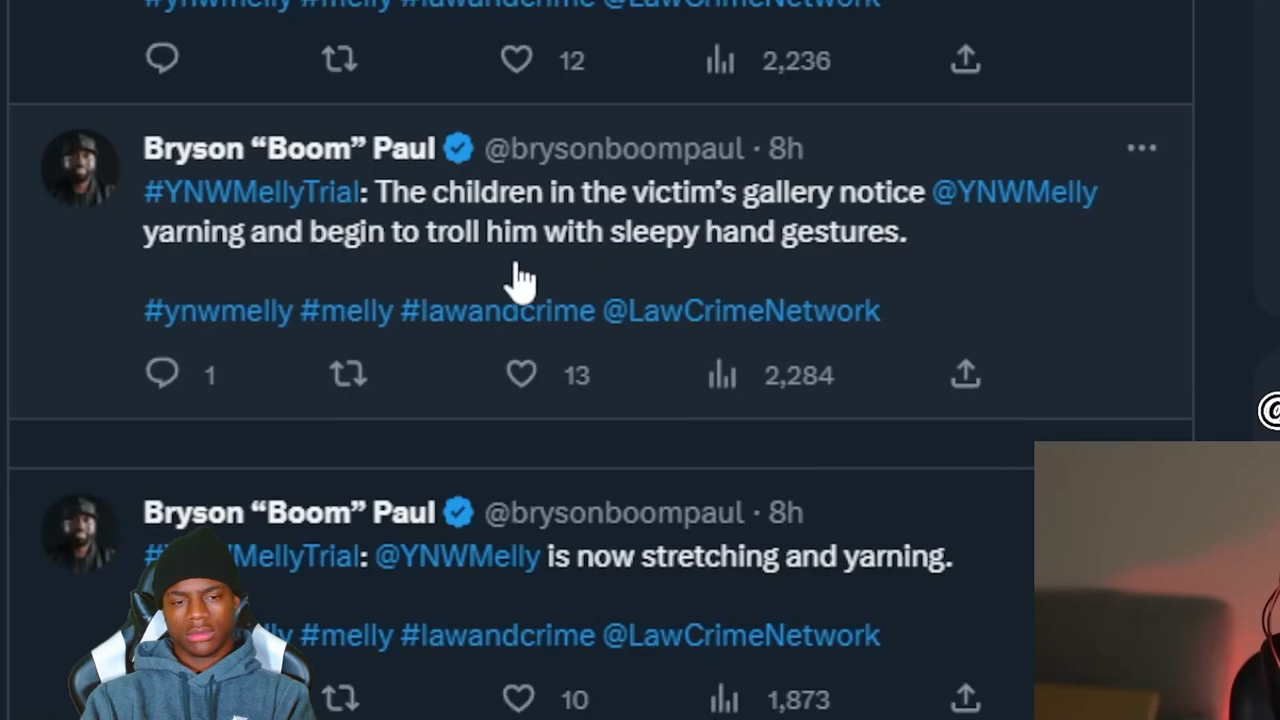 #ynwmelly #melly #lawandcrime @LawCrimeNetwork
12 2,236
Bryson “Boom” Paul @brysonboompaul · 8h
#YNWMellyTrial: The children in the victim’s gallery notice @YNWMelly
yarning and begin to troll him with sleepy hand gestures.
#ynwmelly #melly #lawandcrime @LawCrimeNetwork
1 13 2,284
@
Bryson “Boom” Paul @brysonboompaul · 8h
MellyTrial: @YNWMelly is now stretching and yarning.
#melly #lawandcrime @LawCrimeNetwork
10 1,873